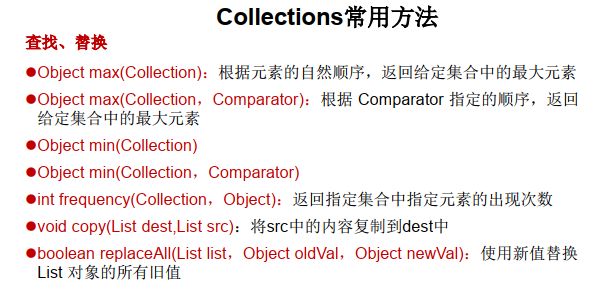 Collections常用方法
查找、替换
●Object max(Collection)：根据元素的自然顺序，返回给定集合中的最大元素
●Object max(Collection，Comparator)：根据 Comparator 指定的顺序，返回
给定集合中的最大元素
●Object min(Collection)
●Object min(Collection，Comparator)
●int frequency(Collection，Object)：返回指定集合中指定元素的出现次数
●void copy(List dest,List src)：将src中的内容复制到dest中
●boolean replaceAll(List list，Object oldVal，Object newVal)：使用新值替换
List 对象的所有旧值